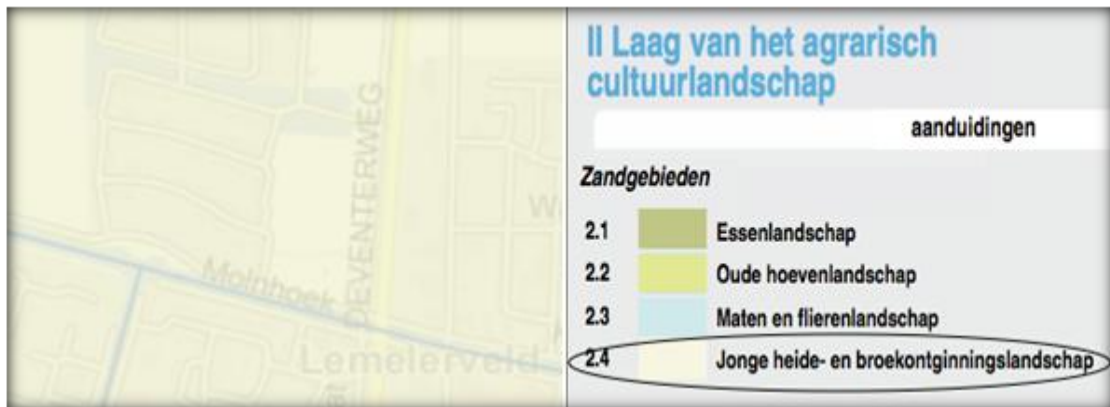 DEVENTERWEG
Molnhoek
Lemelerveld
II Laag van het agrarisch
cultuurlandschap
aanduidingen
Zandgebieden
2.1 Essenlandschap
2.2 Oude hoevenlandschap
2.3 Maten en flierenlandschap
2.4 Jonge heide- en broekontginningslandschap